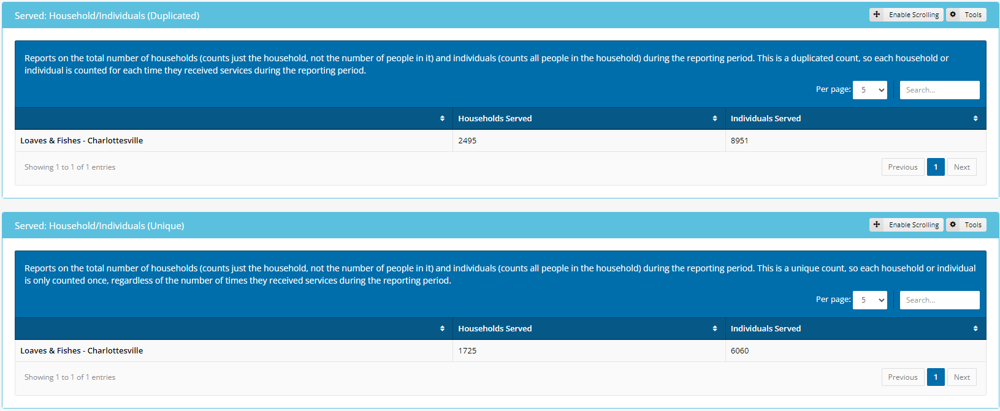 Served: Household/Individuals (Duplicated)
Enable Scrolling
Tools
Reports on the total number of households (counts just the household, not the number of people in it) and individuals (counts all people in the household) during the reporting period. This is a duplicated count, so each household or
individual is counted for each time they received services during the reporting period.
Per page: 5
Search...
Households Served
Individuals Served
Loaves & Fishes - Charlottesville
2495
8951
Showing 1 to 1 of 1 entries
Previous
1
Next
Served: Household/Individuals (Unique)
Enable Scrolling
Tools
Reports on the total number of households (counts just the household, not the number of people in it) and individuals (counts all people in the household) during the reporting period. This is a unique count, so each household or individual
is only counted once, regardless of the number of times they received services during the reporting period.
Per page: 5
Search...
Households Served
Individuals Served
Loaves & Fishes - Charlottesville
1725
6060
Showing 1 to 1 of 1 entries
Previous
1
Next